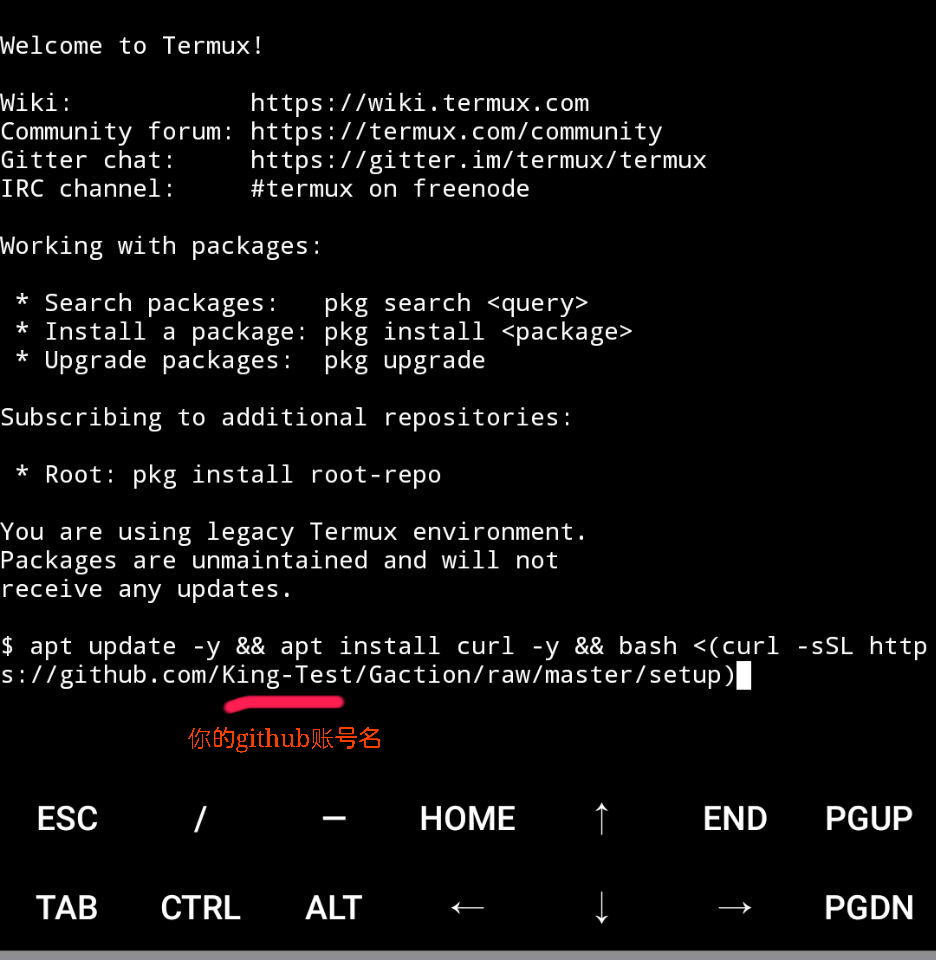 Welcome to Termux!
Wiki: https://wiki.termux.com
Community forum: https://termux.com/community
Gitter chat: https://gitter.im/termux/termux
IRC channel: #termux on freenode
Working with packages:
* Search packages: pkg search <query>
* Install a package: pkg install <package>
* Upgrade packages: pkg upgrade
Subscribing to additional repositories:
* Root: pkg install root-repo
You are using legacy Termux environment.
Packages are unmaintained and will not
receive any updates.
$ apt update -y && apt install curl -y && bash <(curl -sSL http
s://github.com/King-Test/Gaction/raw/master/setup)
你的github账号名
ESC / — HOME ↑ END PGUP
TAB CTRL ALT ← ↓ → PGDN